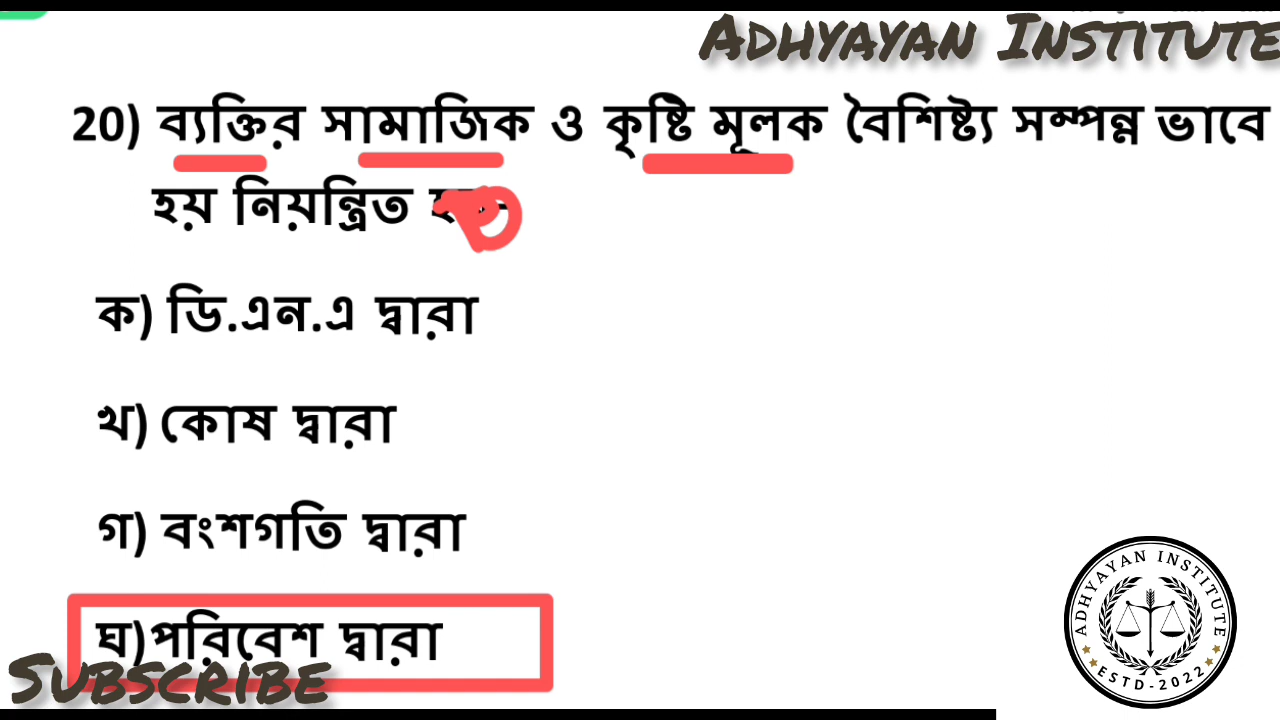 ADHYAYAN INSTITUTE
20) ব্যক্তির সামাজিক ও কৃষ্টি মূলক বৈশিষ্ট্য সম্পন্ন ভাবে
হয় নিয়ন্ত্রিত
ক) ডি.এন.এ দ্বারা
খ) কোষ দ্বারা
গ) বংশগতি দ্বারা
ঘ)পরিবেশ দ্বারা
SUBSCRIBE
ADHYAYAN INSTITUTE
ESTD-2022